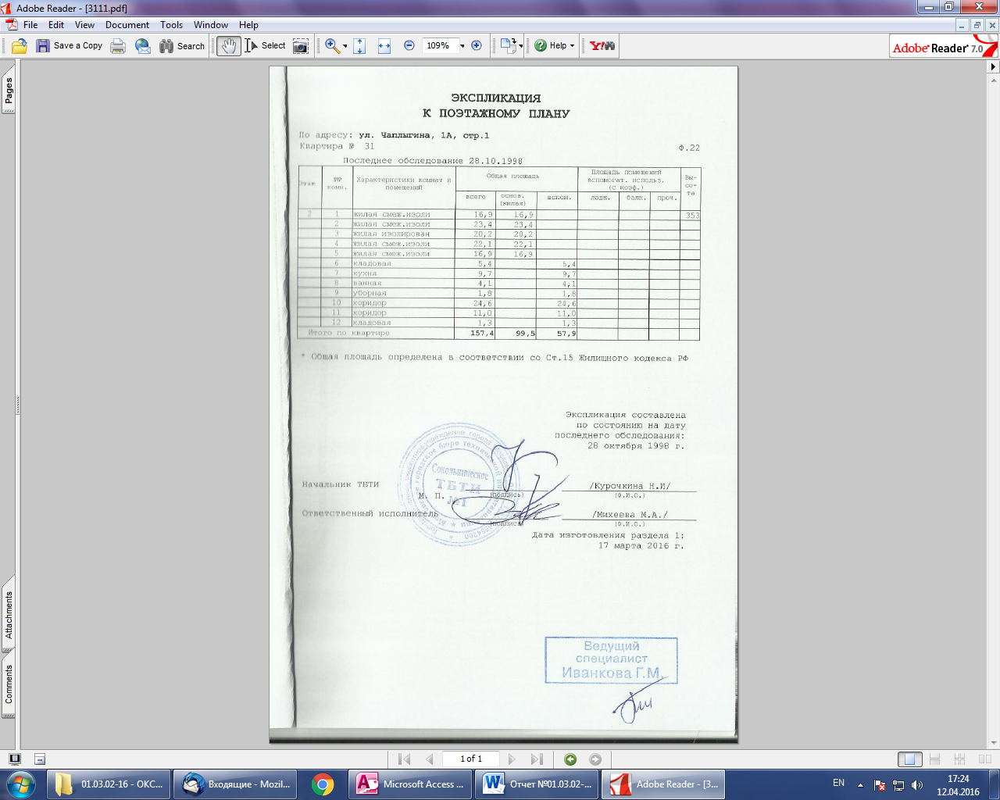 Adobe Reader - [3111.pdf]
File Edit View Document Tools Window Help
Save a Copy Search Select 109% Help Y! Adobe Reader 7.0
Pages
Attachments
Comments
ЭКСПЛИКАЦИЯ
К ПОЭТАЖНОМУ ПЛАНУ
По адресу: ул. Чаплыгина, 1А, стр.1
Квартира № 31 Ф.22
Последнее обследование 28.10.1998
Этаж №№ комн. Характеристики комнат и помещений Общая площадь Площадь помещений вспомогат. использ. (с коэф.) Вы-со-та
всего основ. (жилая) вспом. лодж. балк. проч.
2 1 жилая смеж.изоли 16,9 16,9 353
2 жилая смеж.изоли 23,4 23,4
3 жилая изолирован 20,2 20,2
4 жилая смеж.изоли 22,1 22,1
5 жилая смеж.изоли 16,9 16,9
6 кладовая 5,4 5,4
7 кухня 9,7 9,7
8 ванная 4,1 4,1
9 уборная 1,8 1,8
10 коридор 24,6 24,6
11 коридор 11,0 11,0
12 кладовая 1,3 1,3
Итого по квартире 157,4 99,5 57,9
* Общая площадь определена в соответствии со Ст.15 Жилищного кодекса РФ
Экспликация составлена
по состоянию на дату
последнего обследования:
28 октября 1998 г.
Сокольническое
ТБТИ
№1
Начальник ТБТИ /Курочкина Н.И/
М. П. (подпись) (Ф.И.О.)
Ответственный исполнитель /Михеева М.А./
(подпись) (Ф.И.О.)
Дата изготовления раздела 1:
17 марта 2016 г.
Ведущий
специалист
Иванкова Г.М.
1 of 1
01.03.02-16 - ОКС... Входящие - Mozil... Microsoft Access ... Отчет №01.03.02-... Adobe Reader - [3... EN 17:24
12.04.2016